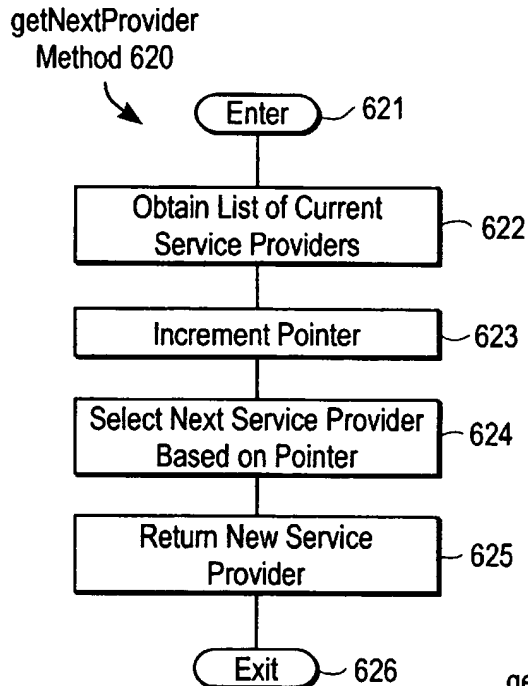 getNextProvider
Method 620
Enter
621
Obtain List of Current
Service Providers
622
Increment Pointer
623
Select Next Service Provider
Based on Pointer
624
Return New Service
Provider
625
Exit
626
ge